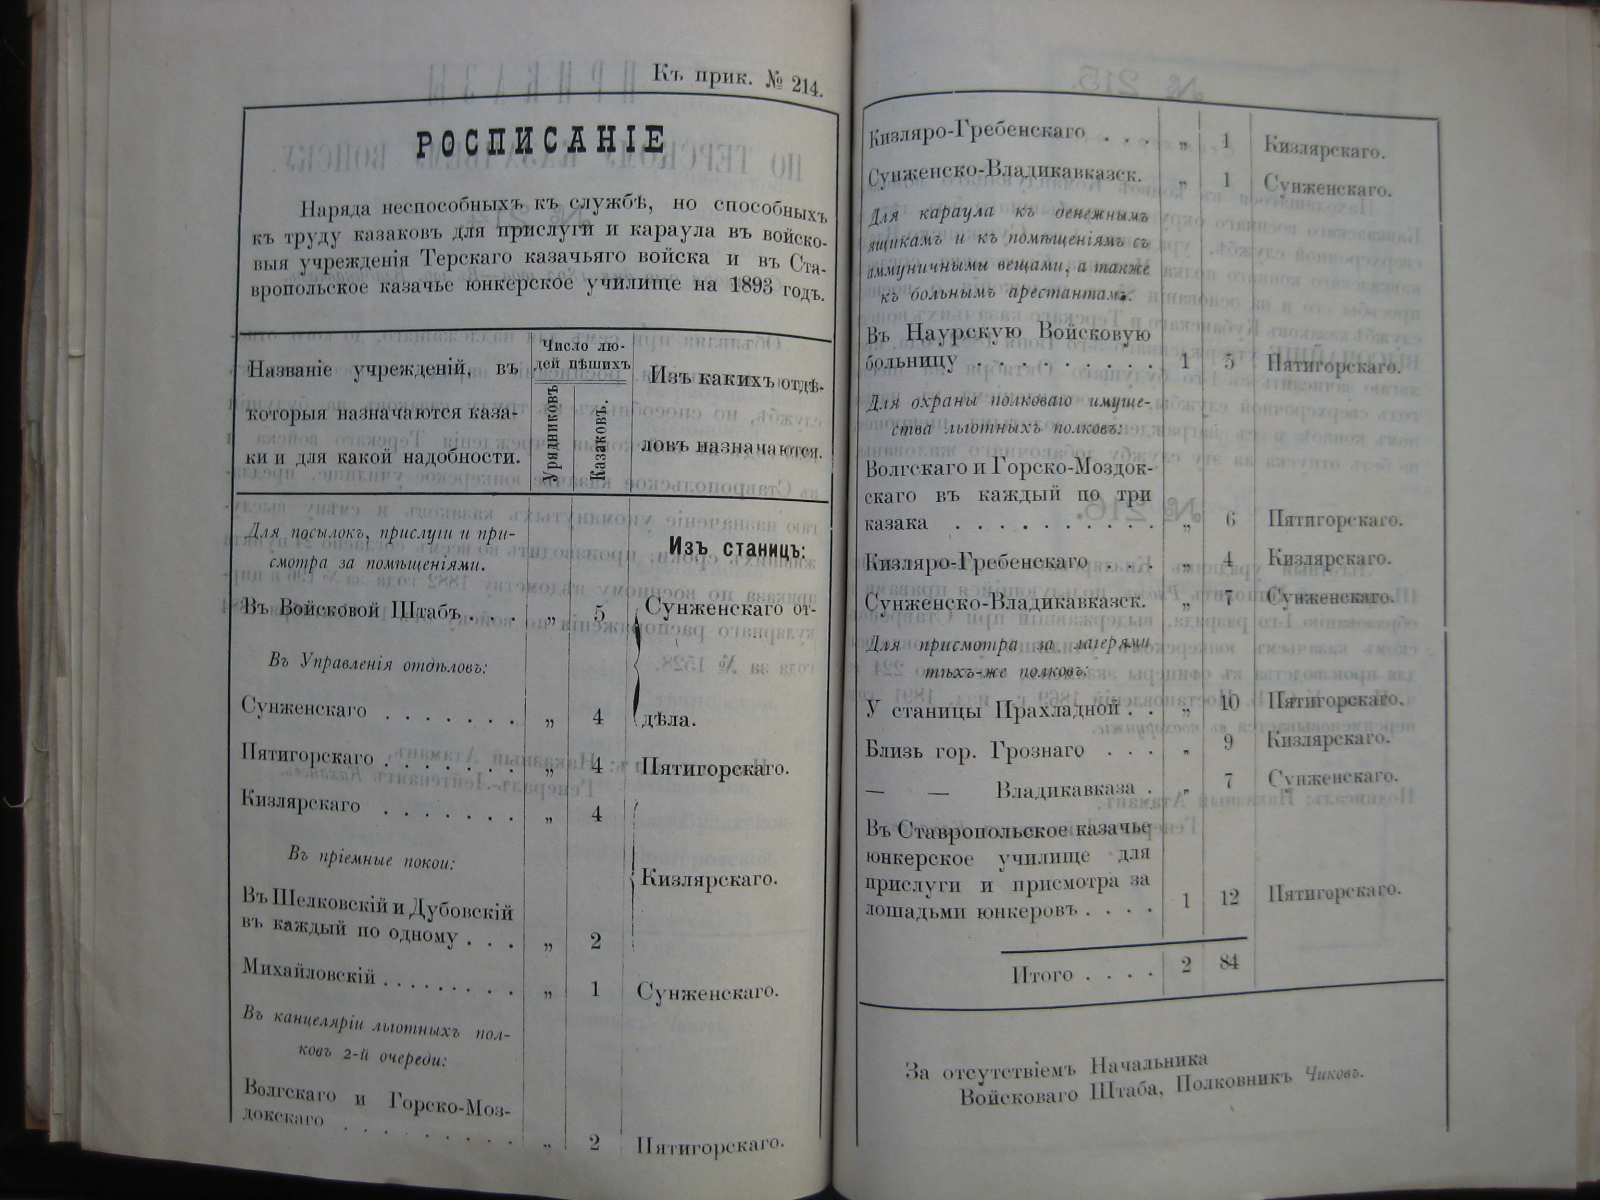 Къ прик. № 214.
РОСПИСАНІЕ
Наряда неспособныхъ къ службѣ, но способныхъ
къ труду казаковъ для прислуги и караула въ войско-
выя учрежденія Терскаго казачьяго войска и въ Ста-
вропольское казачье юнкерское училище на 1893 годъ.
Названіе учрежденій, въ
которыя назначаются каза-
ки и для какой надобности.
Число лю-
дей пѣшихъ
Урядниковъ
Казаковъ.
Изъ какихъ отдѣ-
ловъ назначаются.
Для посылокъ, прислуги и при-
смотра за помѣщеніями.
Изъ станицъ:
Въ Войсковой Штабъ . . . „ 5 Сунженскаго от-
Въ Управленія отдѣловъ:
Сунженскаго . . . . . . . „ 4 дѣла.
Пятигорскаго . . . . . . . „ 4 Пятигорскаго.
Кизлярскаго . . . . . . . „ 4
Въ пріемные покои:
Кизлярскаго.
Въ Шелковскій и Дубовскій
въ каждый по одному . . . „ 2
Михайловскій . . . . . . . . . „ 1 Сунженскаго.
Въ канцеляріи льготныхъ пол-
ковъ 2-й очереди:
Волгскаго и Горско-Моз-
докскаго . . . . . . . . . „ 2 Пятигорскаго.
Кизляро-Гребенскаго . . . „ 1 Кизлярскаго.
Сунженско-Владикавказск. „ 1 Сунженскаго.
Для караула къ денежнымъ
ящикамъ и къ помѣщеніямъ съ
аммуничными вещами, а также
къ больнымъ арестантамъ.
Въ Наурскую Войсковую
больницу . . . . . . . . . 1 5 Пятигорскаго.
Для охраны полковаго имуще-
ства льготныхъ полковъ:
Волгскаго и Горско-Моздок-
скаго въ каждый по три
казака . . . . . . . . . . „ 6 Пятигорскаго.
Кизляро-Гребенскаго . . . „ 4 Кизлярскаго.
Сунженско-Владикавказск. „ 7 Сунженскаго.
Для присмотра за лагерями
тѣхъ-же полковъ:
У станицы Прахладной . . „ 10 Пятигорскаго.
Близь гор. Грознаго . . . „ 9 Кизлярскаго.
— — Владикавказа . „ 7 Сунженскаго.
Въ Ставропольское казачье
юнкерское училище для
прислуги и присмотра за
лошадьми юнкеровъ . . . . 1 12 Пятигорскаго.
Итого . . . . 2 84
За отсутствіемъ Начальника
Войсковаго Штаба, Полковникъ Чиковъ.